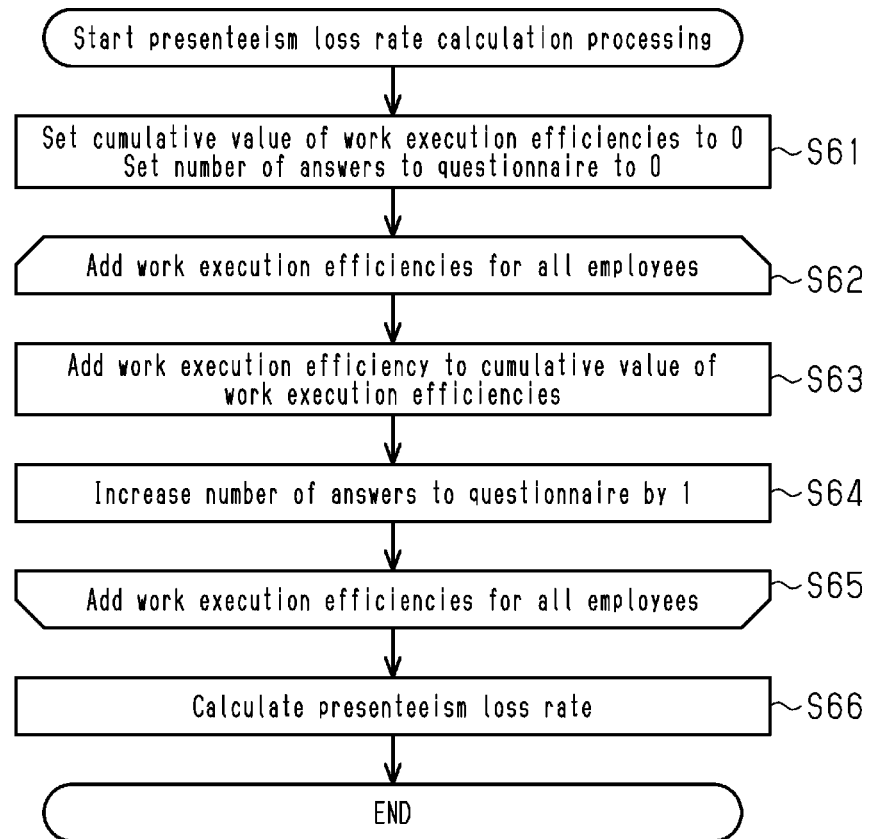 Start presenteeism loss rate calculation processing
Set cumulative value of work execution efficiencies to 0
Set number of answers to questionnaire to 0
S61
Add work execution efficiencies for all employees
S62
Add work execution efficiency to cumulative value of
work execution efficiencies
S63
Increase number of answers to questionnaire by 1
S64
Add work execution efficiencies for all employees
S65
Calculate presenteeism loss rate
S66
END